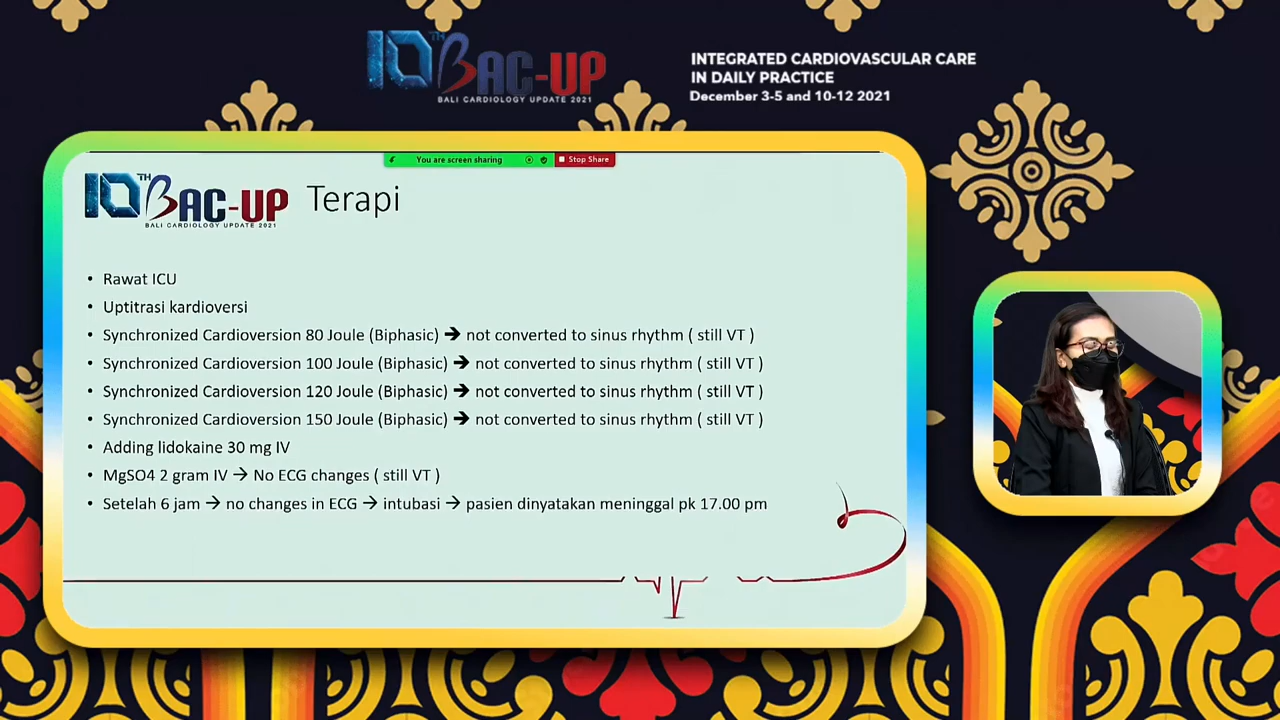 10TH BAC-UP
BALI CARDIOLOGY UPDATE 2021
INTEGRATED CARDIOVASCULAR CARE
IN DAILY PRACTICE
December 3-5 and 10-12 2021
You are screen sharing
Stop Share
10TH BAC-UP
BALI CARDIOLOGY UPDATE 2021
Terapi
• Rawat ICU
• Uptitrasi kardioversi
• Synchronized Cardioversion 80 Joule (Biphasic) → not converted to sinus rhythm ( still VT )
• Synchronized Cardioversion 100 Joule (Biphasic) → not converted to sinus rhythm ( still VT )
• Synchronized Cardioversion 120 Joule (Biphasic) → not converted to sinus rhythm ( still VT )
• Synchronized Cardioversion 150 Joule (Biphasic) → not converted to sinus rhythm ( still VT )
• Adding lidokaine 30 mg IV
• MgSO4 2 gram IV → No ECG changes ( still VT )
• Setelah 6 jam → no changes in ECG → intubasi → pasien dinyatakan meninggal pk 17.00 pm